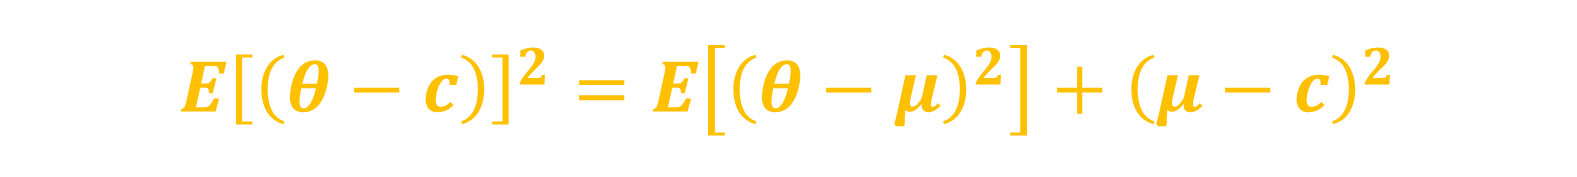 E[(θ − c)]² = E[(θ − μ)²] + (μ − c)²